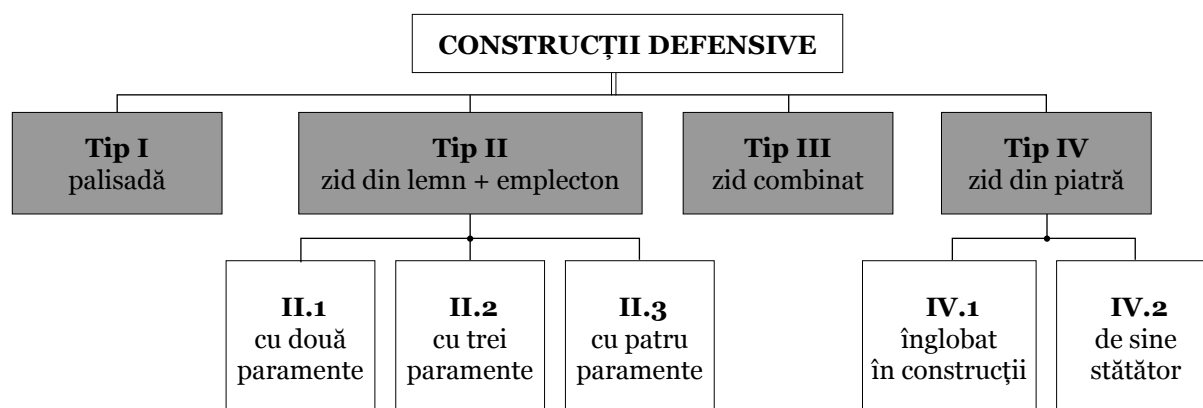 CONSTRUCȚII DEFENSIVE
Tip I
palisadă
Tip II
zid din lemn + emplecton
Tip III
zid combinat
Tip IV
zid din piatră
II.1
cu două
paramente
II.2
cu trei
paramente
II.3
cu patru
paramente
IV.1
înglobat
în construcții
IV.2
de sine
stătător